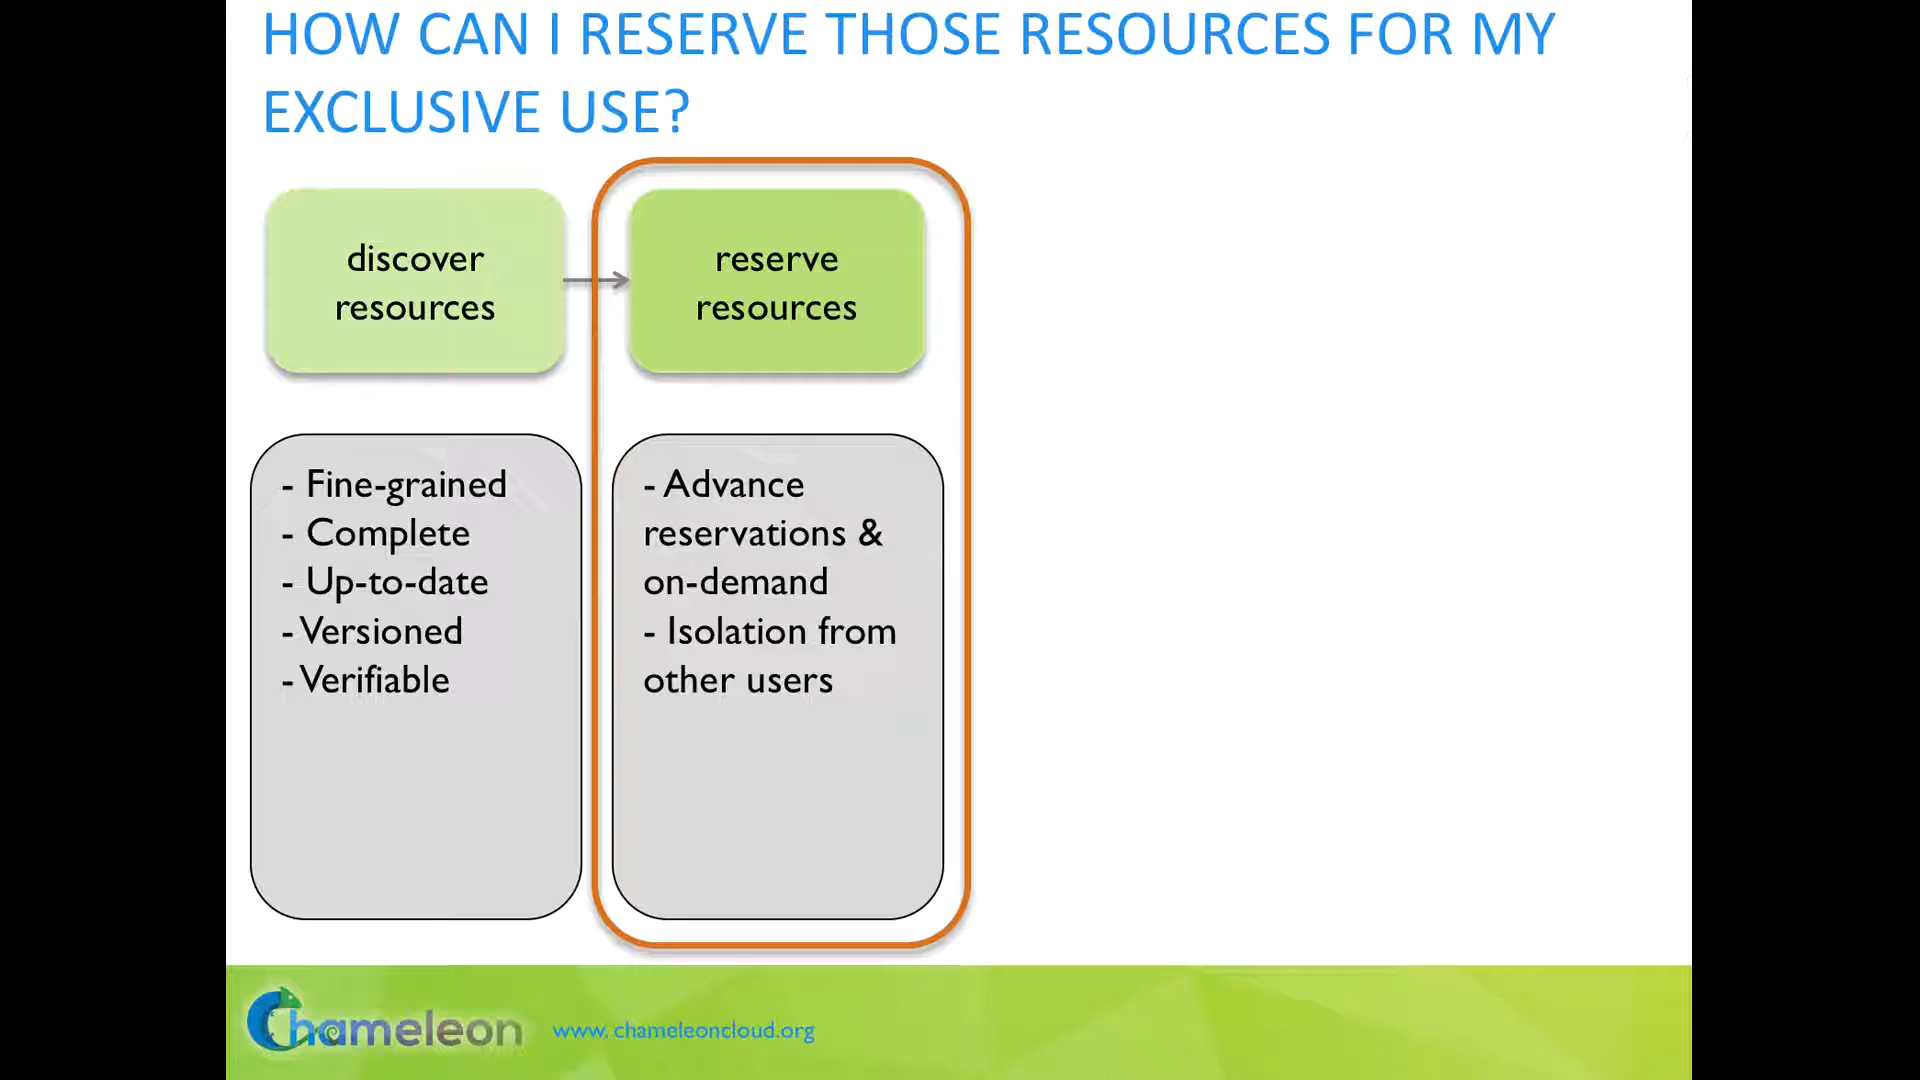 HOW CAN I RESERVE THOSE RESOURCES FOR MY
EXCLUSIVE USE?
discover
resources
reserve
resources
- Fine-grained
- Complete
- Up-to-date
- Versioned
- Verifiable
- Advance
reservations &
on-demand
- Isolation from
other users
Chameleon
www. chameleoncloud.org